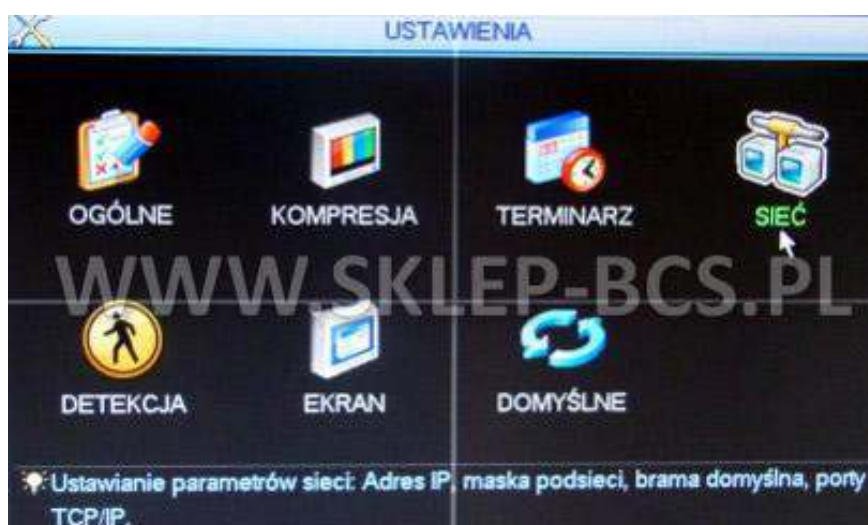 USTAWIENIA
OGÓLNE
KOMPRESJA
TERMINARZ
SIEĆ
WWW.SKLEP-BCS.PL
DETEKCJA
EKRAN
DOMYŚLNE
Ustawianie parametrów sieci: Adres IP, maska podsieci, brama domyślna, porty
TCP/IP.